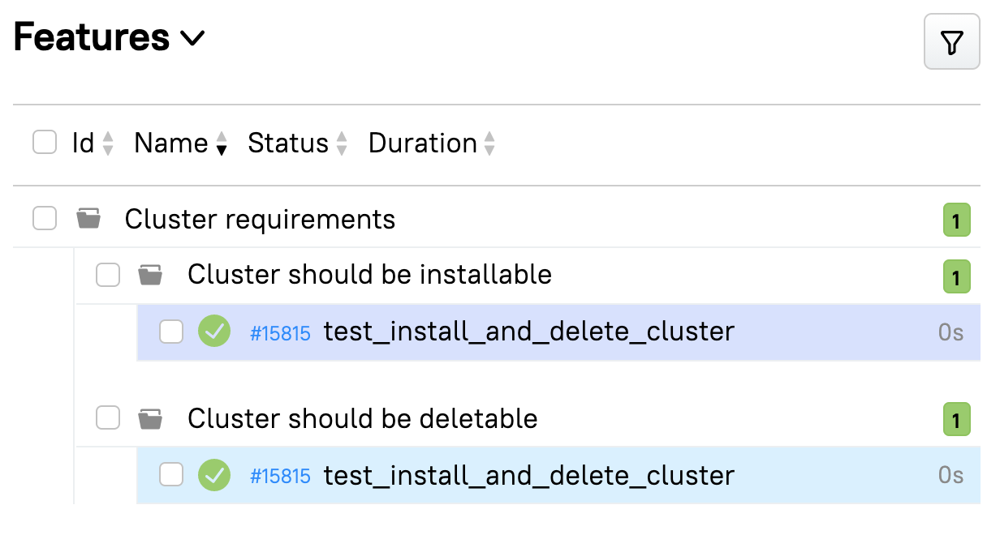 Features
Id Name Status Duration
Cluster requirements 1
Cluster should be installable 1
#15815 test_install_and_delete_cluster 0s
Cluster should be deletable 1
#15815 test_install_and_delete_cluster 0s